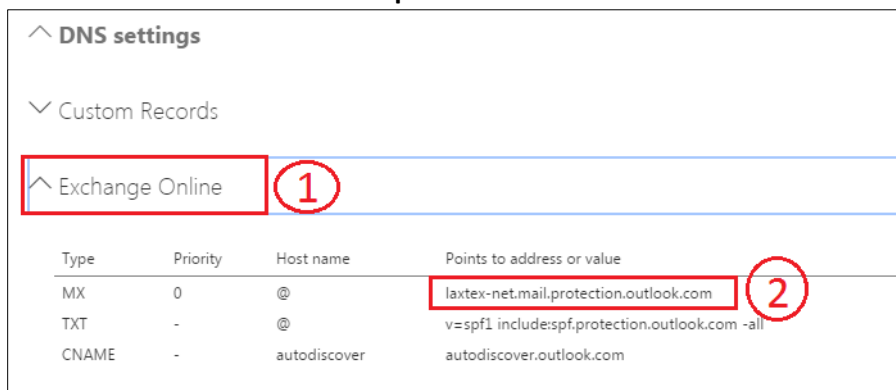 DNS settings
Custom Records
Exchange Online 1
Type Priority Host name Points to address or value
MX 0 @ laxtex-net.mail.protection.outlook.com 2
TXT - @ v=spf1 include:spf.protection.outlook.com -all
CNAME - autodiscover autodiscover.outlook.com